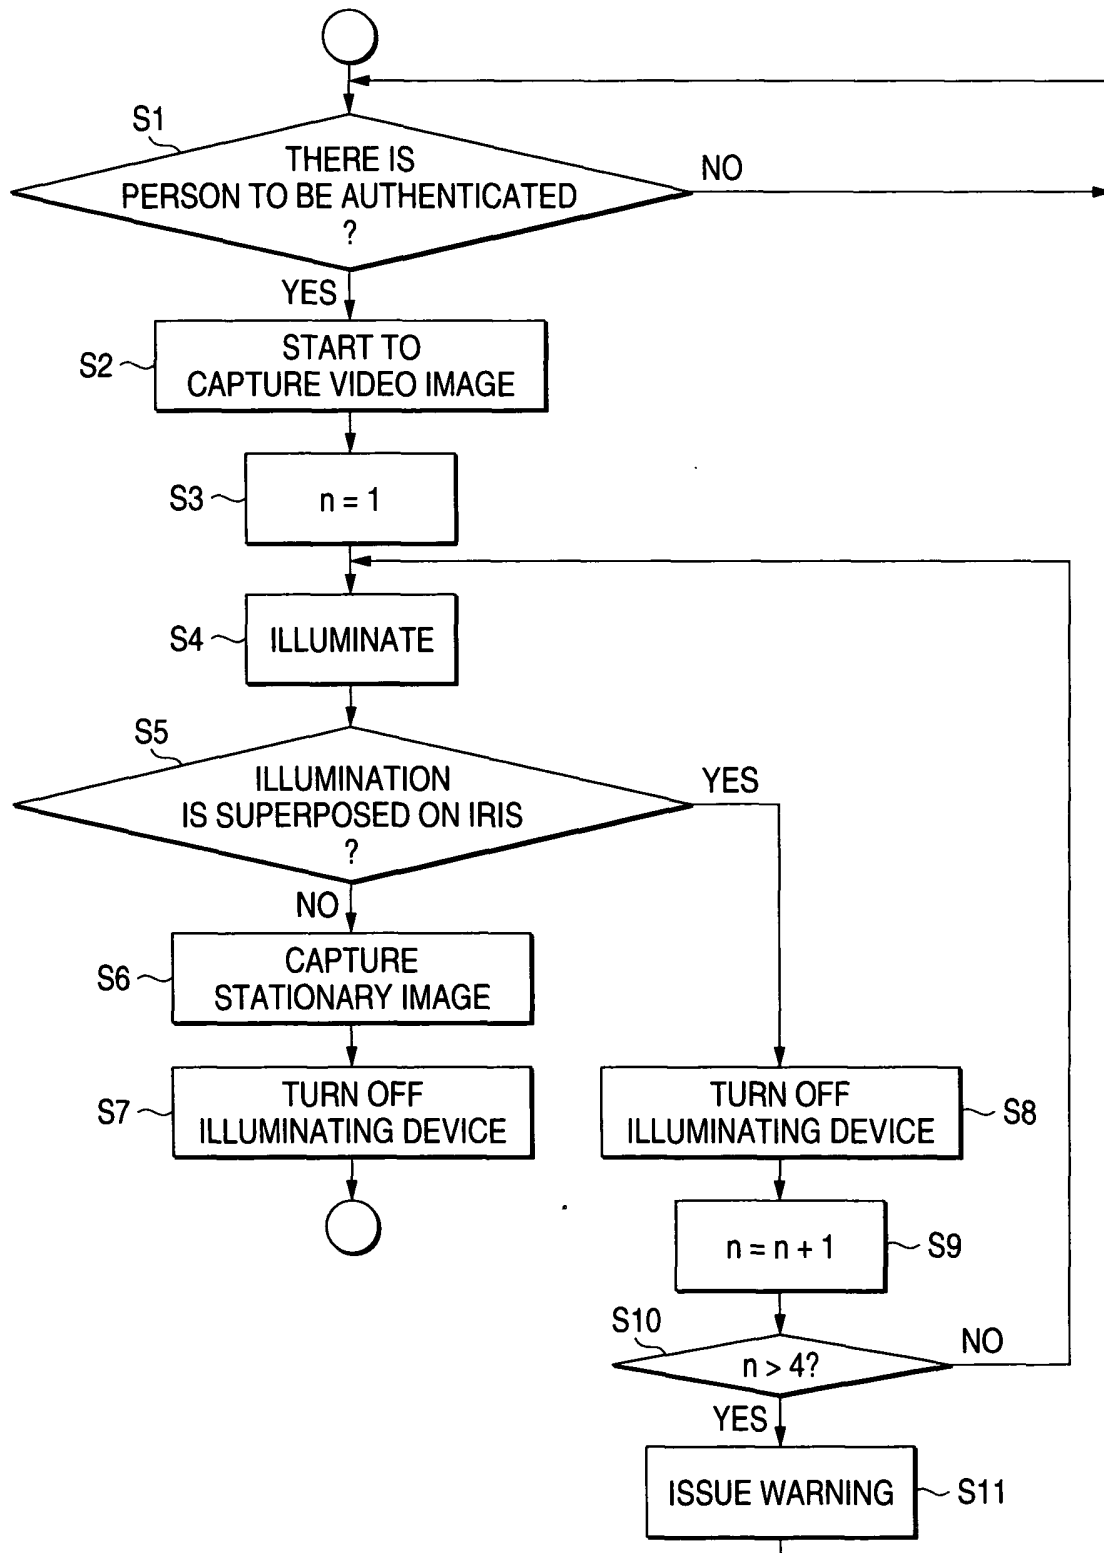 S1
THERE IS
PERSON TO BE AUTHENTICATED
?
NO
YES
S2
START TO
CAPTURE VIDEO IMAGE
S3
n = 1
S4
ILLUMINATE
S5
ILLUMINATION
IS SUPERPOSED ON IRIS
?
YES
NO
S6
CAPTURE
STATIONARY IMAGE
S7
TURN OFF
ILLUMINATING DEVICE
TURN OFF
ILLUMINATING DEVICE
S8
n = n + 1
S9
S10
n > 4?
NO
YES
ISSUE WARNING
S11